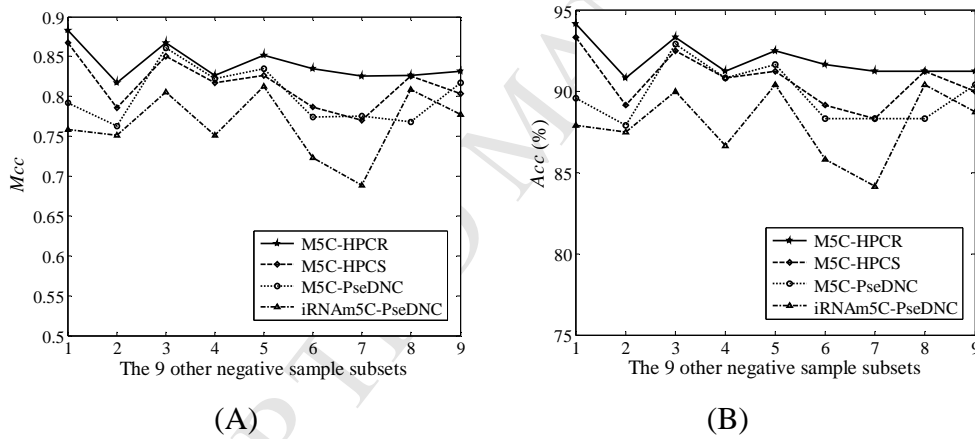 0.9
0.85
0.8
0.75
0.7
0.65
0.6
0.55
0.5
Mcc
M5C-HPCR
M5C-HPCS
M5C-PseDNC
iRNAm5C-PseDNC
1 2 3 4 5 6 7 8 9
The 9 other negative sample subsets
(A)
95
90
85
80
75
Acc (%)
M5C-HPCR
M5C-HPCS
M5C-PseDNC
iRNAm5C-PseDNC
1 2 3 4 5 6 7 8 9
The 9 other negative sample subsets
(B)